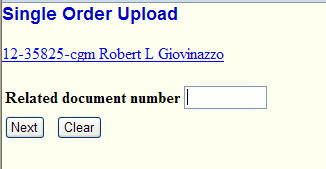 Single Order Upload
12-35825-cgm Robert L Giovinazzo
Related document number
Next Clear